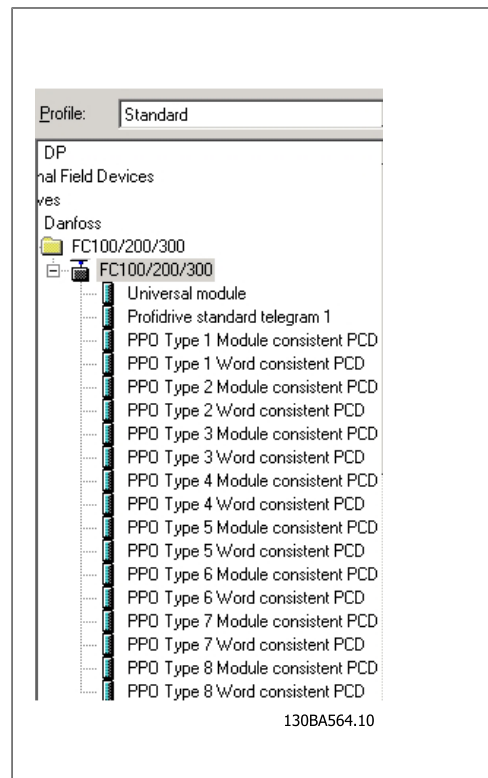 Profile: Standard
DP
nal Field Devices
ves
Danfoss
FC100/200/300
FC100/200/300
Universal module
Profidrive standard telegram 1
PPO Type 1 Module consistent PCD
PPO Type 1 Word consistent PCD
PPO Type 2 Module consistent PCD
PPO Type 2 Word consistent PCD
PPO Type 3 Module consistent PCD
PPO Type 3 Word consistent PCD
PPO Type 4 Module consistent PCD
PPO Type 4 Word consistent PCD
PPO Type 5 Module consistent PCD
PPO Type 5 Word consistent PCD
PPO Type 6 Module consistent PCD
PPO Type 6 Word consistent PCD
PPO Type 7 Module consistent PCD
PPO Type 7 Word consistent PCD
PPO Type 8 Module consistent PCD
PPO Type 8 Word consistent PCD
130BA564.10